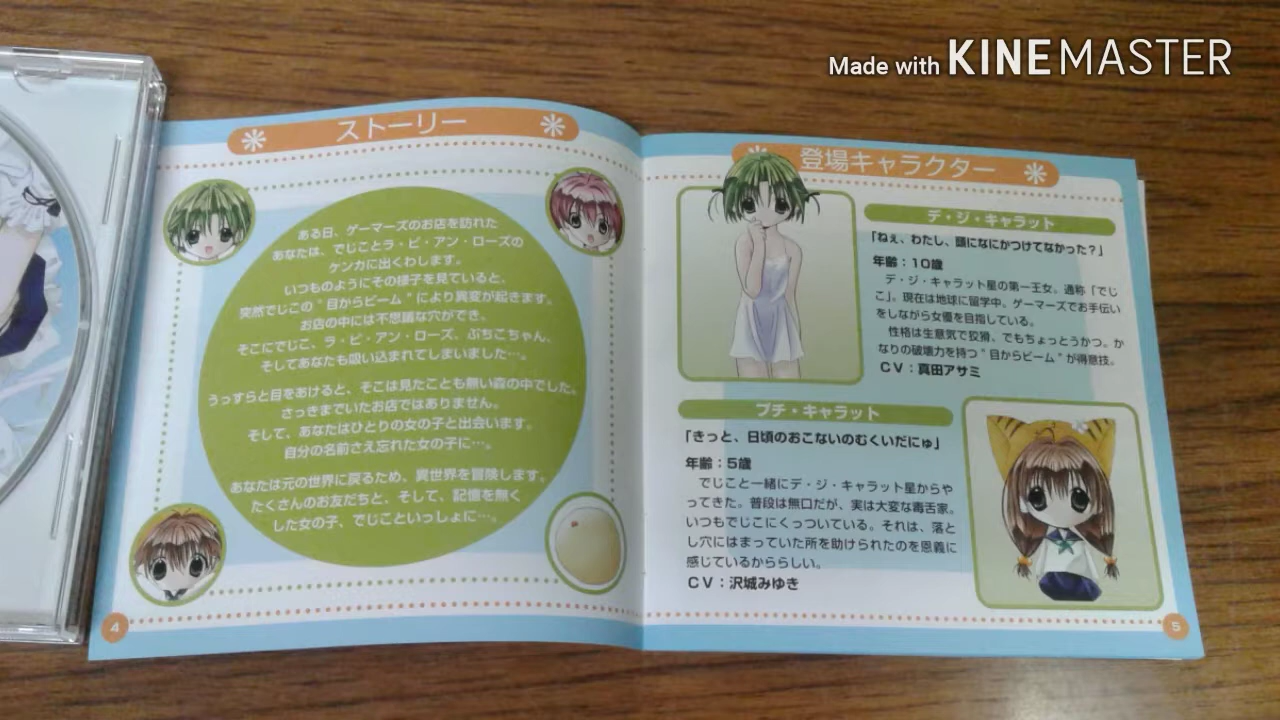 Made with KINEMASTER
ストーリー
ある日、ゲーマーズのお店を訪れた
あなたは、でじことラ・ビ・アン・ローズの
ケンカに出くわします。
いつものようにその様子を見ていると、
突然でじこの"目からビーム"により異変が起きます。
お店の中には不思議な穴ができ、
そこにでじこ、ラ・ビ・アン・ローズ、ぷちこちゃん、
そしてあなたも吸い込まれてしまいました…。
うっすらと目をあけると、そこは見たことも無い森の中でした。
さっきまでいたお店ではありません。
そして、あなたはひとりの女の子と出会います。
自分の名前さえ忘れた女の子に…。
あなたは元の世界に戻るため、異世界を冒険します。
たくさんのお友だちと、そして、記憶を無く
した女の子、でじこといっしょに…。
4
登場キャラクター
デ・ジ・キャラット
「ねぇ、わたし、頭になにかつけてなかった?」
年齢:10歳
デ・ジ・キャラット星の第一王女。通称「でじ
こ」。現在は地球に留学中。ゲーマーズでお手伝い
をしながら女優を目指している。
性格は生意気で狡猾、でもちょっとうかつ。か
なりの破壊力を持つ"目からビーム"が得意技。
CV:真田アサミ
プチ・キャラット
「きっと、日頃のおこないのむくいだにゅ」
年齢:5歳
でじこと一緒にデ・ジ・キャラット星からや
ってきた。普段は無口だが、実は大変な毒舌家。
いつもでじこにくっついている。それは、落と
し穴にはまっていた所を助けられたのを恩義に
感じているかららしい。
CV:沢城みゆき
5